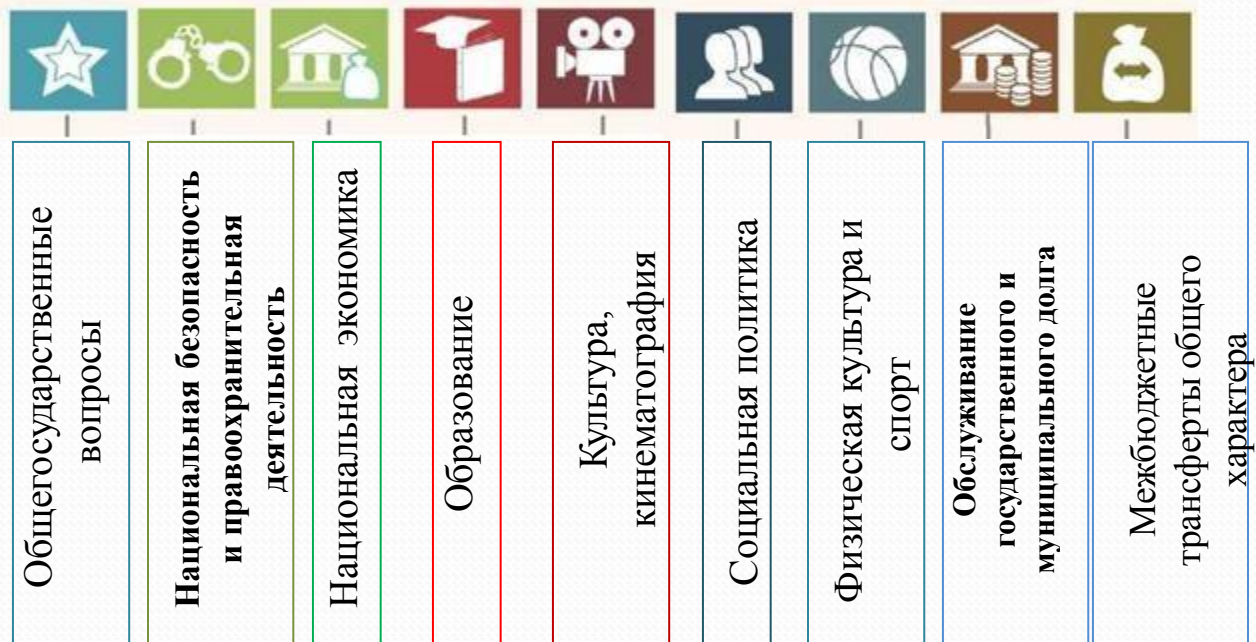 Общегосударственные
вопросы
Национальная безопасность
и правоохранительная
деятельность
Национальная экономика
Образование
Культура,
кинематография
Социальная политика
Физическая культура и
спорт
Обслуживание
государственного и
муниципального долга
Межбюджетные
трансферты общего
характера